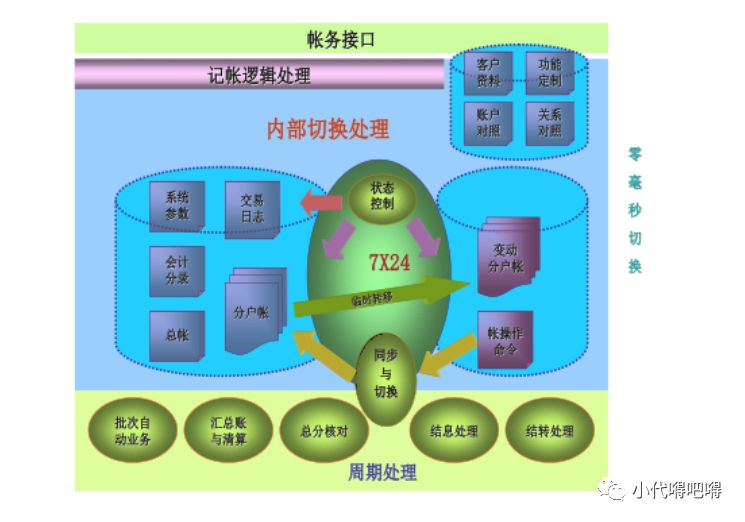 帐务接口
记帐逻辑处理
客户
资料
功能
定制
账户
对照
关系
对照
内部切换处理
零
毫
秒
切
换
系统
参数
交易
日志
状态
控制
会计
分录
7X24
变动
分户帐
临时转移
分户帐
总帐
帐操作
命令
同步
与
切换
批次自
动业务
汇总账
与清算
总分核对
结息处理
结转处理
周期处理
小代嘚吧嘚